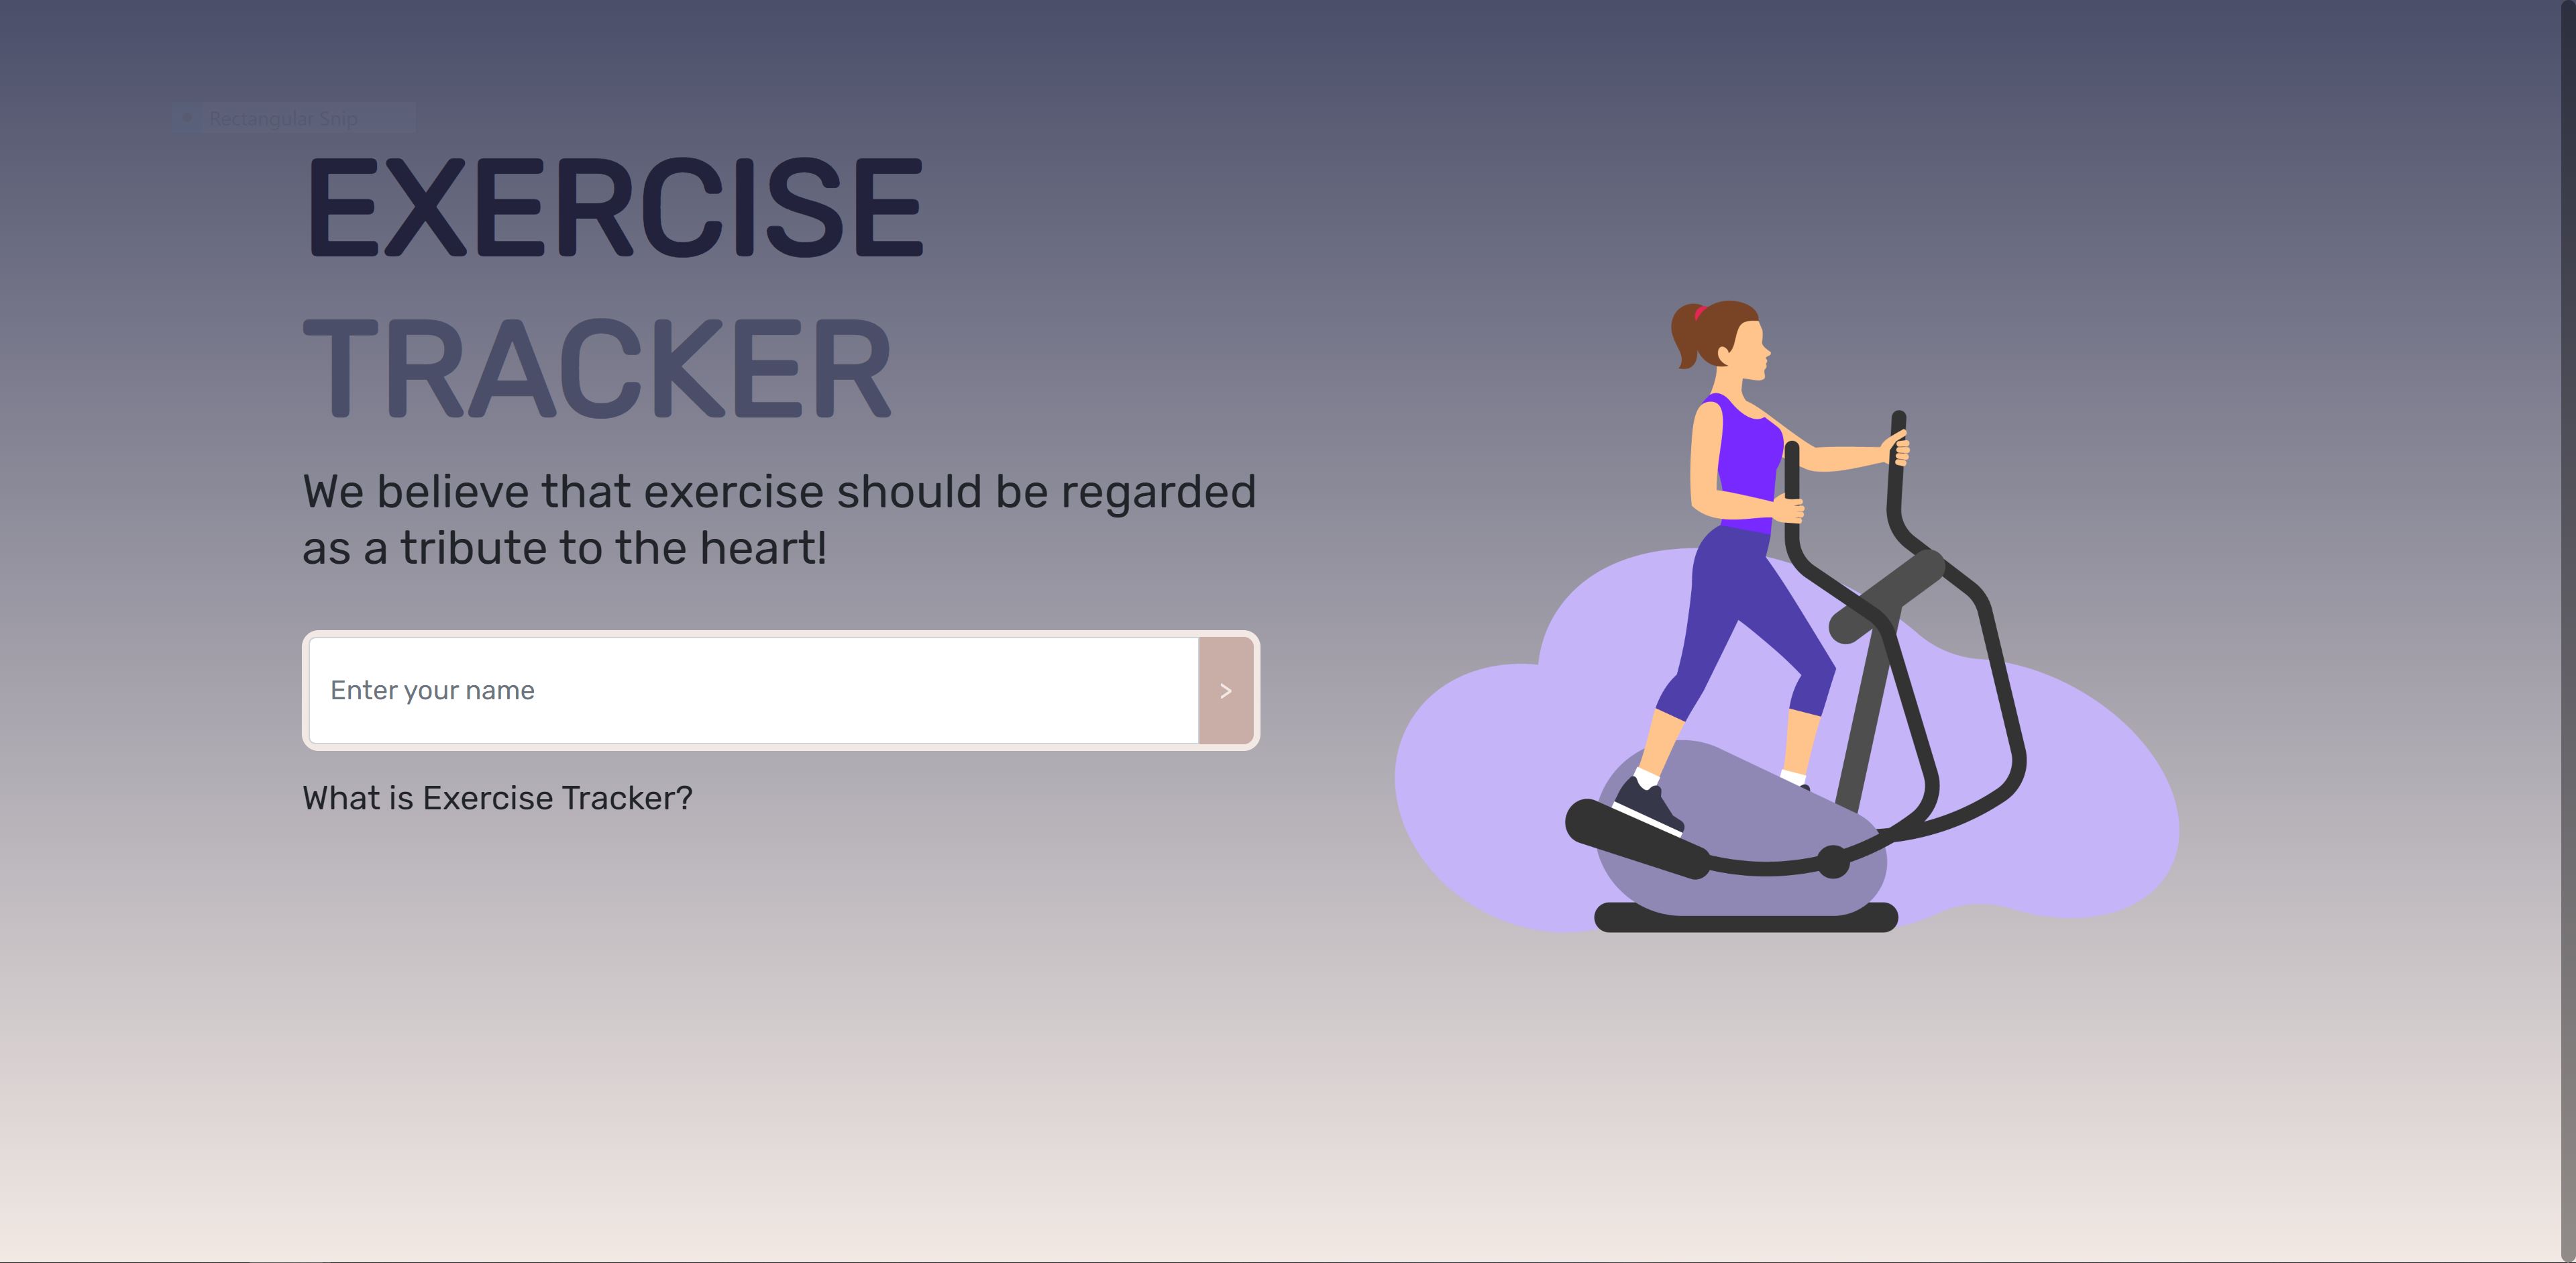 Rectangular Snip
EXERCISE
TRACKER
We believe that exercise should be regarded
as a tribute to the heart!
Enter your name
>
What is Exercise Tracker?